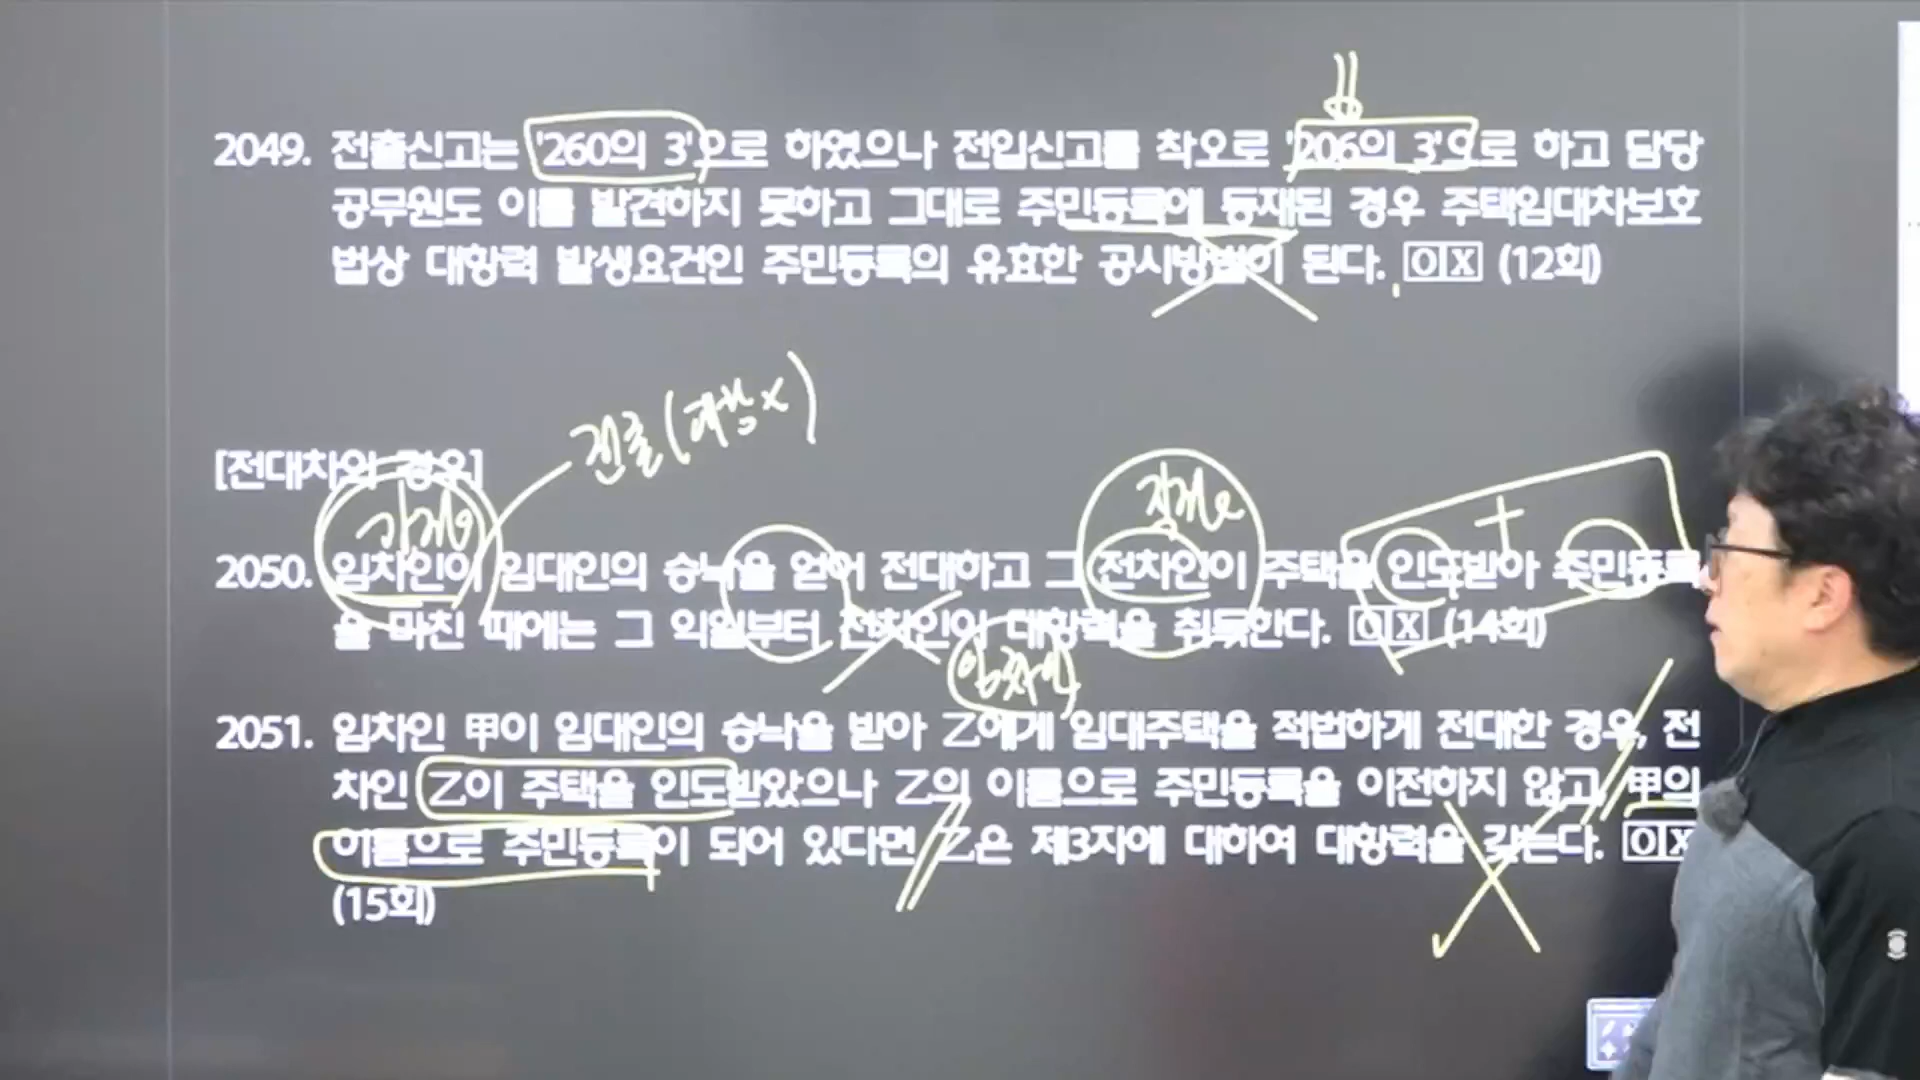 2049. 전출신고는 '260의 3'으로 하였으나 전입신고를 착오로 '206의 3'으로 하고 담당
공무원도 이를 발견하지 못하고 그대로 주민등록에 등재된 경우 주택임대차보호
법상 대항력 발생요건인 주민등록의 유효한 공시방법이 된다. O X (12회)
전출(대항×)
[전대차의 경우]
간접
직접
+
2050. 임차인이 임대인의 승낙을 얻어 전대하고 그 전차인이 주택을 인도받아 주민등록
을 마친 때에는 그 익일부터 전차인이 대항력을 취득한다. O X (14회)
임차인
2051. 임차인 甲이 임대인의 승낙을 받아 乙에게 임대주택을 적법하게 전대한 경우, 전
차인 乙이 주택을 인도받았으나 乙의 이름으로 주민등록을 이전하지 않고, 甲의
이름으로 주민등록이 되어 있다면 乙은 제3자에 대하여 대항력을 갖는다. O X
(15회)